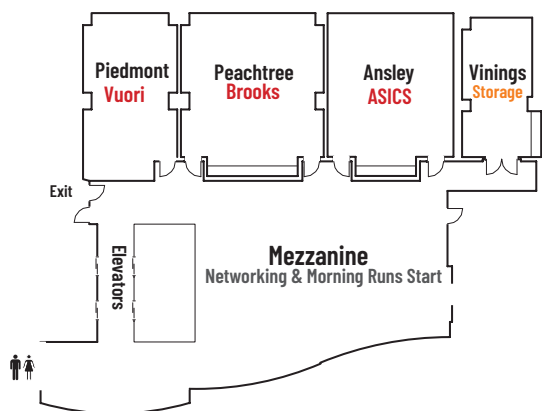 Piedmont
Vuori
Peachtree
Brooks
Ansley
ASICS
Vinings
Storage
Exit
Elevators
Mezzanine
Networking & Morning Runs Start